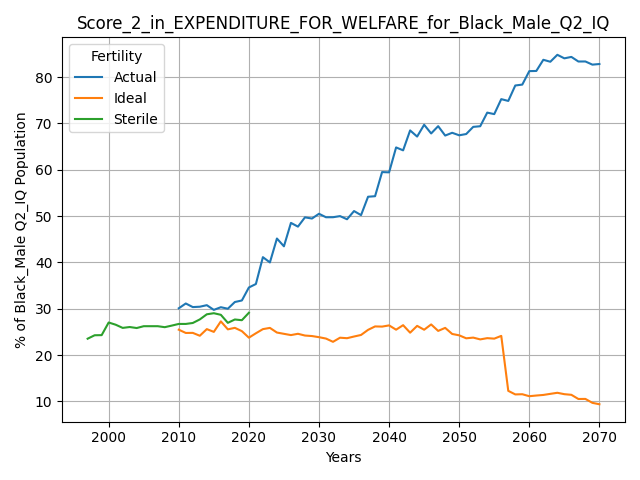 Score_2_in_EXPENDITURE_FOR_WELFARE_for_Black_Male_Q2_IQ
Fertility
Actual
Ideal
Sterile
% of Black_Male Q2_IQ Population
80
70
60
50
40
30
20
10
2000
2010
2020
2030
2040
2050
2060
2070
Years